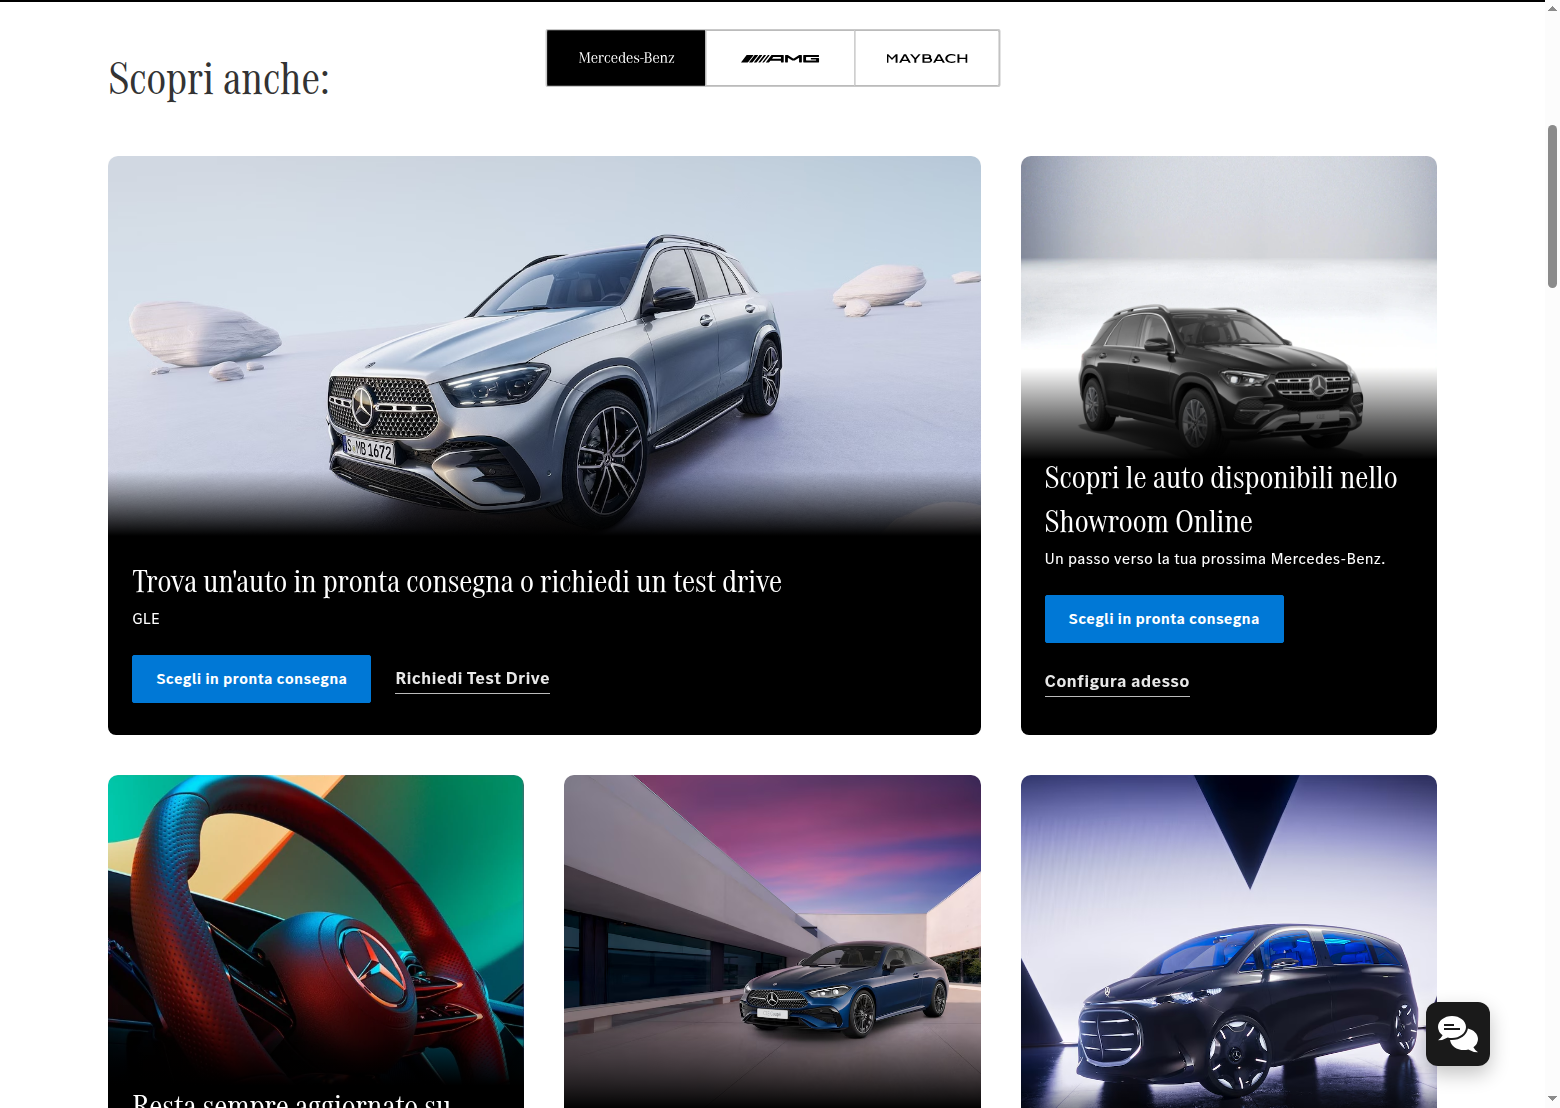 Scopri anche:
Mercedes-Benz
AMG
MAYBACH
S MB 1672
Trova un'auto in pronta consegna o richiedi un test drive
GLE
Scegli in pronta consegna
Richiedi Test Drive
Scopri le auto disponibili nello
Showroom Online
Un passo verso la tua prossima Mercedes-Benz.
Scegli in pronta consegna
Configura adesso
Resta sempre aggiornato su